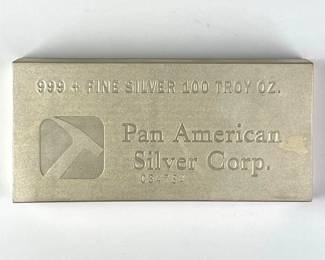 999 + FINE SILVER 100 TROY OZ.
Pan American
Silver Corp.